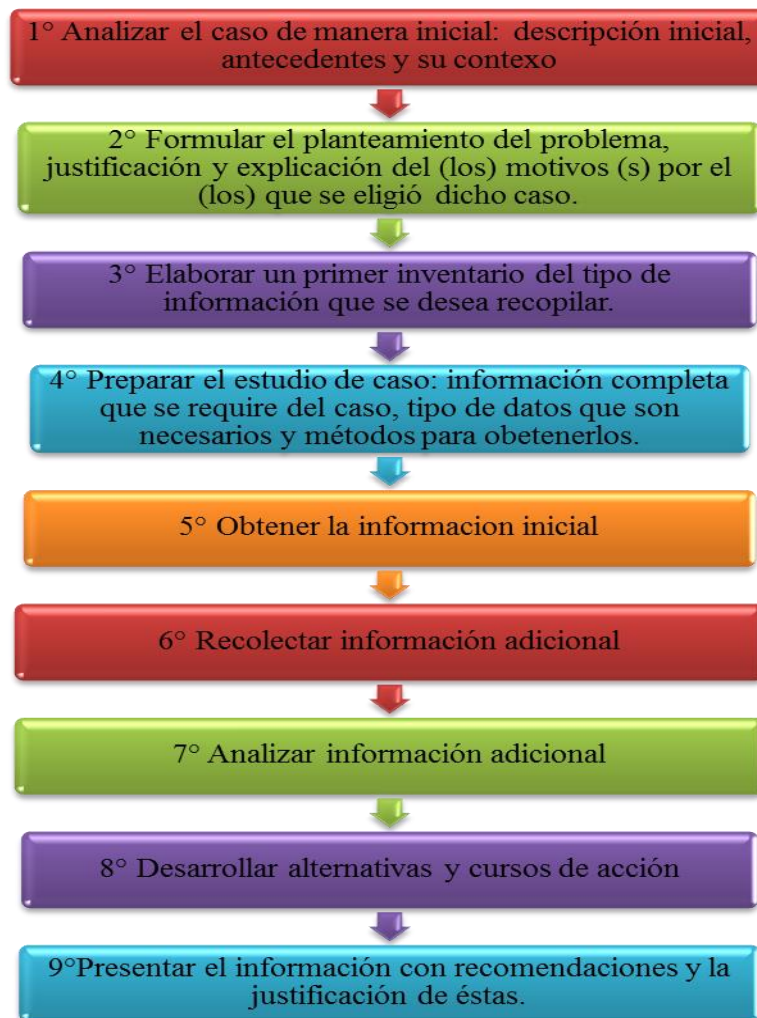 1° Analizar el caso de manera inicial: descripción inicial,
antecedentes y su contexo
2° Formular el planteamiento del problema,
justificación y explicación del (los) motivos (s) por el
(los) que se eligió dicho caso.
3° Elaborar un primer inventario del tipo de
información que se desea recopilar.
4° Preparar el estudio de caso: información completa
que se require del caso, tipo de datos que son
necesarios y métodos para obetenerlos.
5° Obtener la informacion inicial
6° Recolectar información adicional
7° Analizar información adicional
8° Desarrollar alternativas y cursos de acción
9°Presentar el información con recomendaciones y la
justificación de éstas.